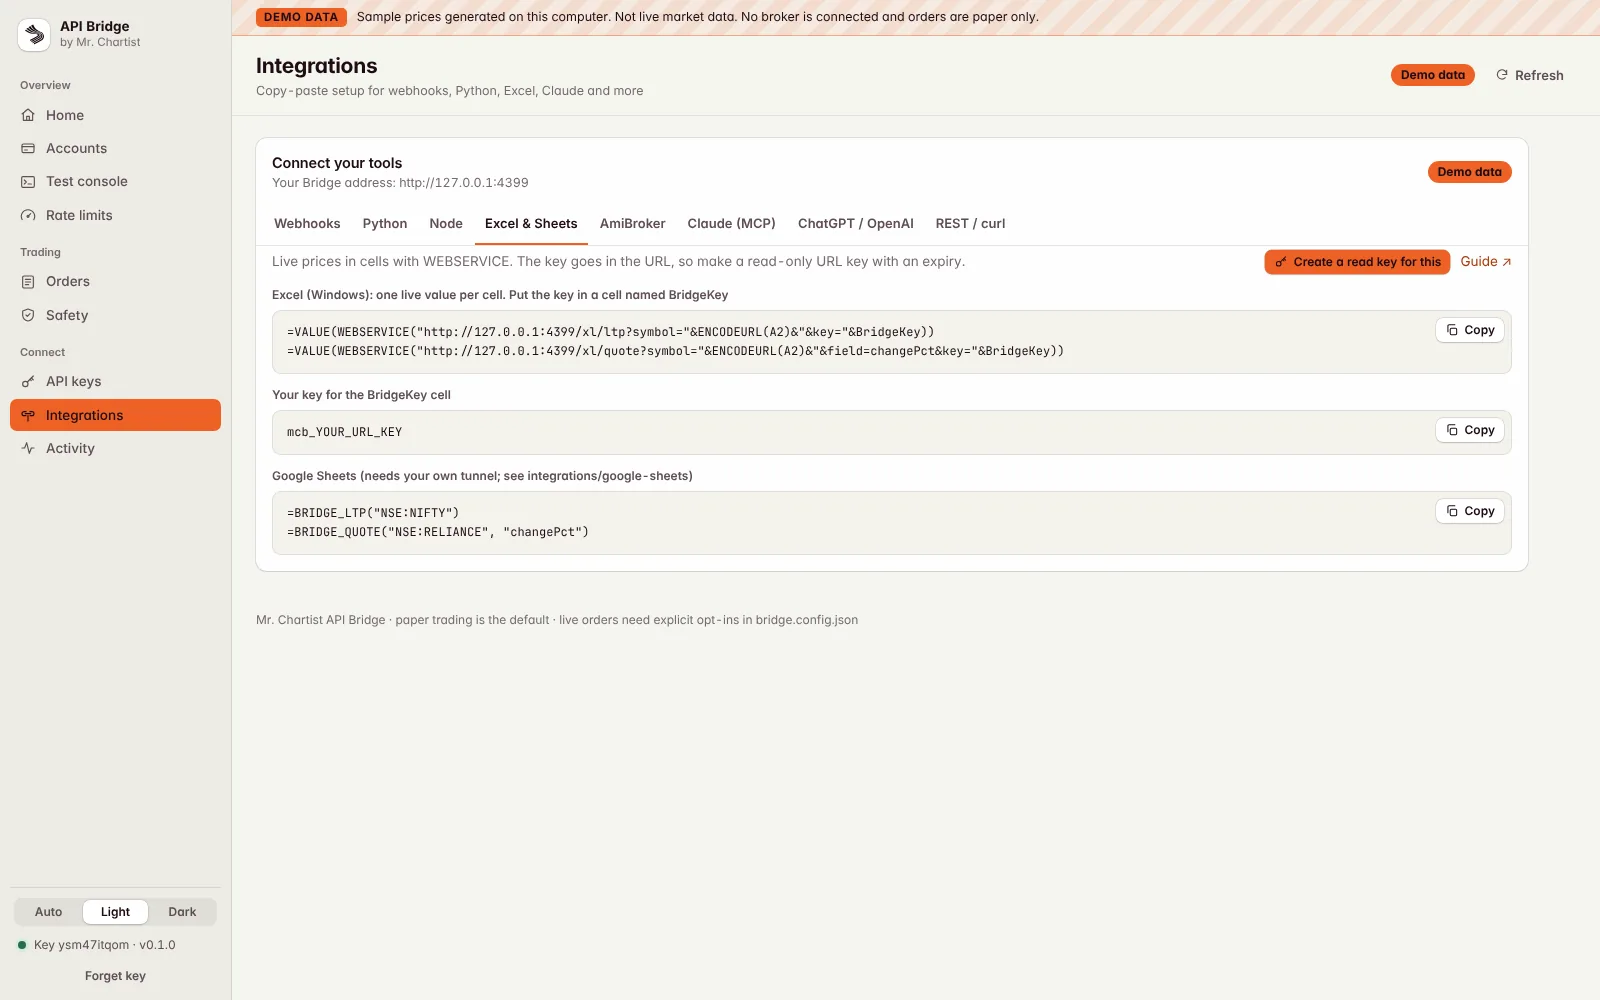 API Bridge
by Mr. Chartist
Overview
Home
Accounts
Test console
Rate limits
Trading
Orders
Safety
Connect
API keys
Integrations
Activity
Auto
Light
Dark
Key ysm47itqom · v0.1.0
Forget key
DEMO DATA
Sample prices generated on this computer. Not live market data. No broker is connected and orders are paper only.
Integrations
Copy-paste setup for webhooks, Python, Excel, Claude and more
Demo data
Refresh
Connect your tools
Your Bridge address: http://127.0.0.1:4399
Demo data
Webhooks
Python
Node
Excel & Sheets
AmiBroker
Claude (MCP)
ChatGPT / OpenAI
REST / curl
Live prices in cells with WEBSERVICE. The key goes in the URL, so make a read-only URL key with an expiry.
Create a read key for this
Guide ↗
Excel (Windows): one live value per cell. Put the key in a cell named BridgeKey
=VALUE(WEBSERVICE("http://127.0.0.1:4399/xl/ltp?symbol="&ENCODEURL(A2)&"&key="&BridgeKey))
=VALUE(WEBSERVICE("http://127.0.0.1:4399/xl/quote?symbol="&ENCODEURL(A2)&"&field=changePct&key="&BridgeKey))
Copy
Your key for the BridgeKey cell
mcb_YOUR_URL_KEY
Copy
Google Sheets (needs your own tunnel; see integrations/google-sheets)
=BRIDGE_LTP("NSE:NIFTY")
=BRIDGE_QUOTE("NSE:RELIANCE", "changePct")
Copy
Mr. Chartist API Bridge · paper trading is the default · live orders need explicit opt-ins in bridge.config.json